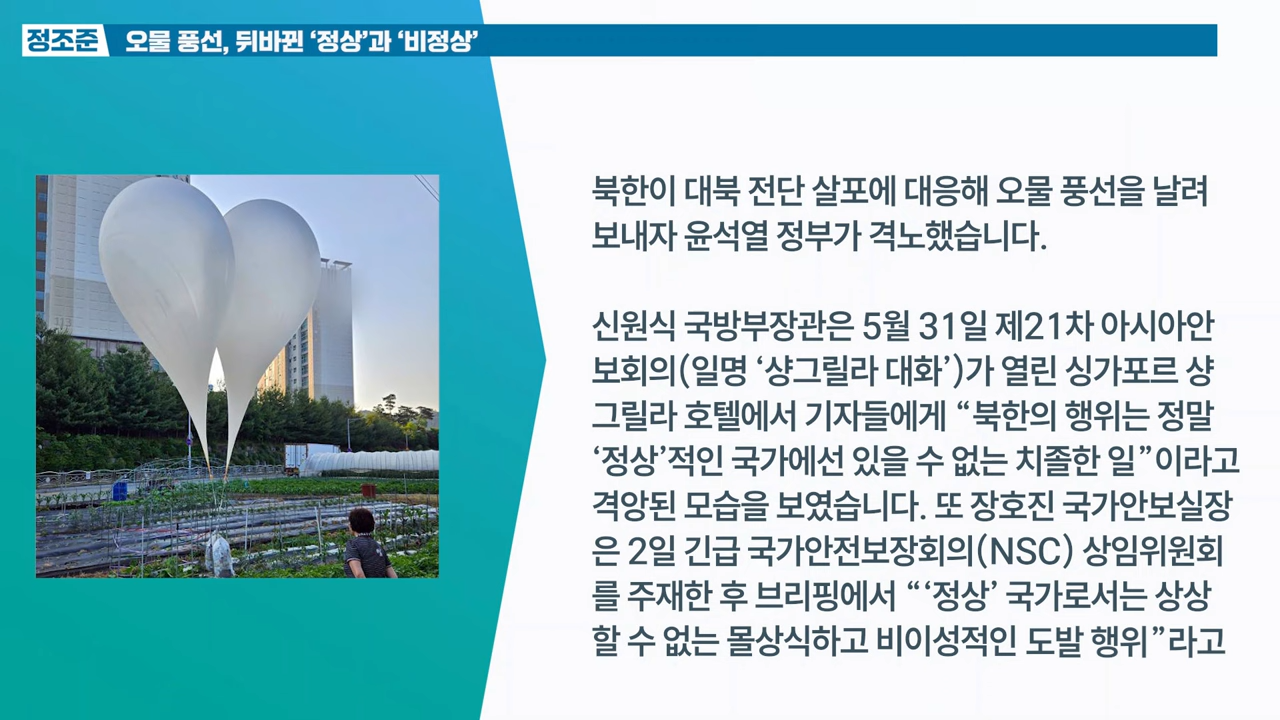 정조준 오물 풍선, 뒤바뀐 ‘정상’과 ‘비정상’
북한이 대북 전단 살포에 대응해 오물 풍선을 날려
보내자 윤석열 정부가 격노했습니다.
신원식 국방부장관은 5월 31일 제21차 아시아안
보회의(일명 ‘샹그릴라 대화’)가 열린 싱가포르 샹
그릴라 호텔에서 기자들에게 “북한의 행위는 정말
‘정상’적인 국가에선 있을 수 없는 치졸한 일”이라고
격앙된 모습을 보였습니다. 또 장호진 국가안보실장
은 2일 긴급 국가안전보장회의(NSC) 상임위원회
를 주재한 후 브리핑에서 “‘정상’ 국가로서는 상상
할 수 없는 몰상식하고 비이성적인 도발 행위”라고